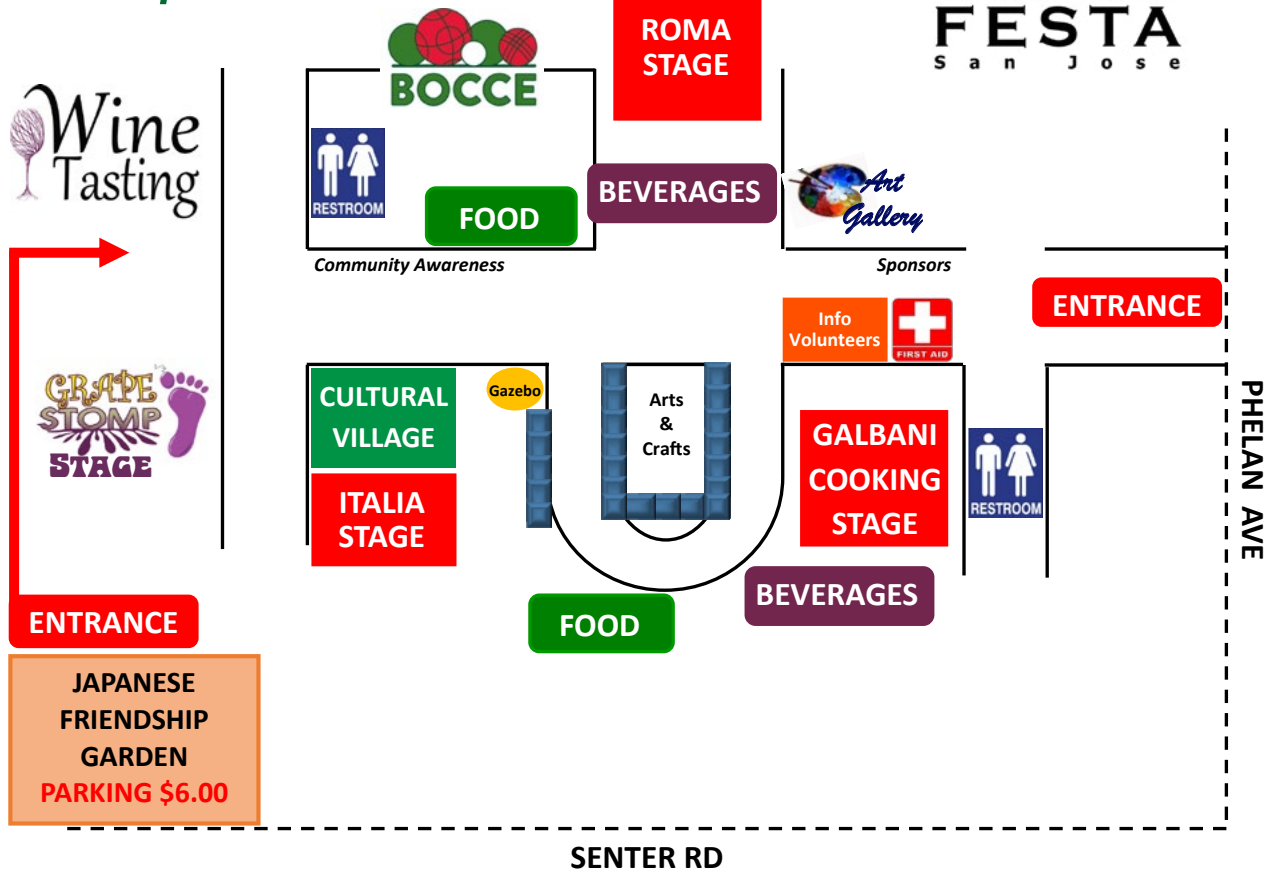 FESTA
San Jose
ROMA
STAGE
BOCCE
Wine
Tasting
RESTROOM
FOOD
BEVERAGES
Art
Gallery
Community Awareness
Sponsors
ENTRANCE
Info
Volunteers
FIRST AID
GRAPE
STOMP
STAGE
CULTURAL
VILLAGE
Gazebo
Arts
&
Crafts
ITALIA
STAGE
GALBANI
COOKING
STAGE
RESTROOM
PHELAN AVE
FOOD
BEVERAGES
ENTRANCE
JAPANESE
FRIENDSHIP
GARDEN
PARKING $6.00
SENTER RD